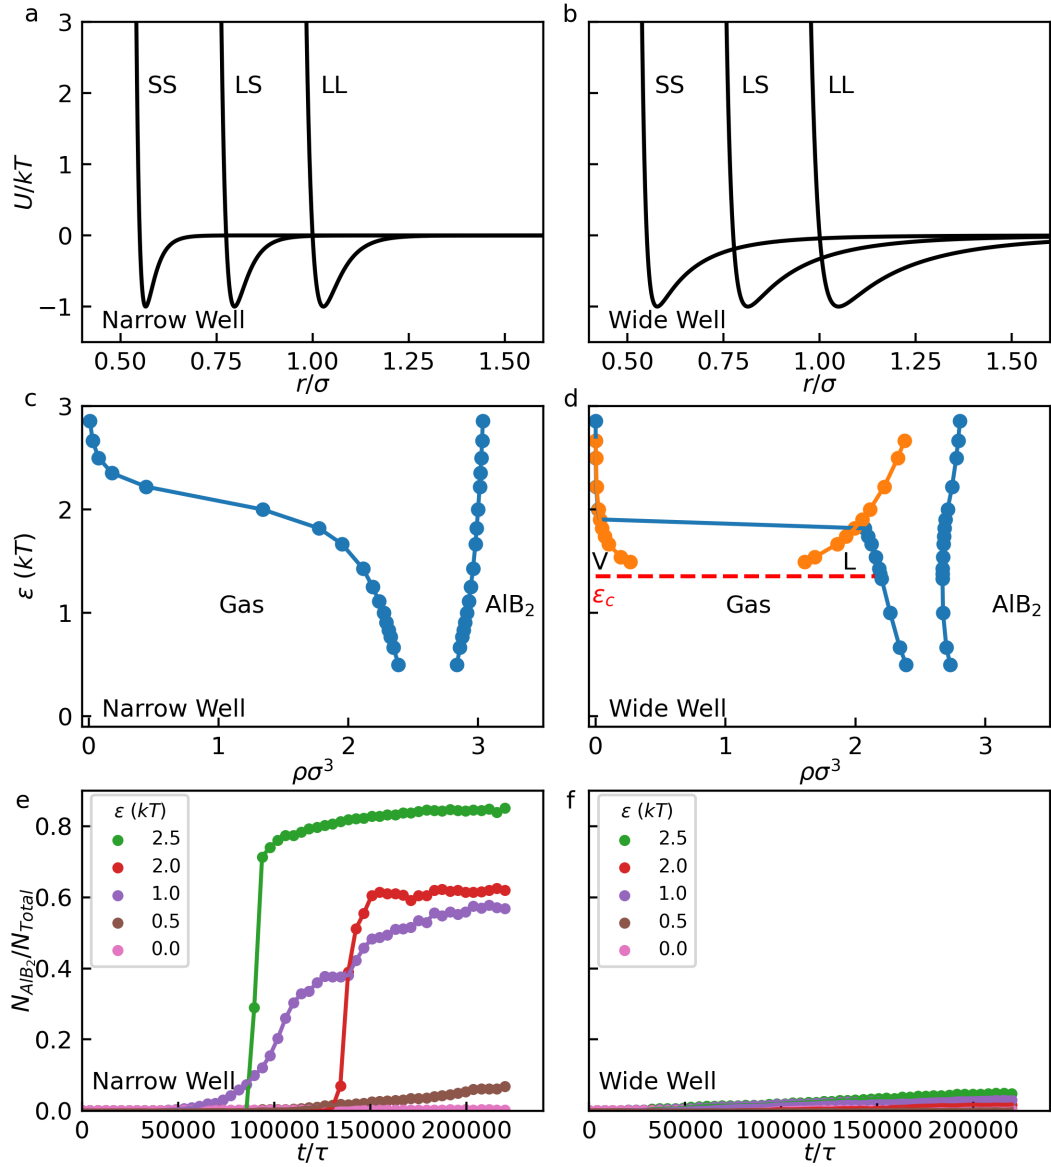 a
3
2
1
0
−1
U/kT
SS
LS
LL
Narrow Well
0.50
0.75
1.00
1.25
1.50
r/σ
b
SS
LS
LL
Wide Well
0.50
0.75
1.00
1.25
1.50
r/σ
c
3
2
1
0
ε (kT)
Gas
AlB₂
Narrow Well
0
1
2
3
ρσ³
d
V
L
ε_c
Gas
AlB₂
Wide Well
0
1
2
3
ρσ³
e
0.8
0.6
0.4
0.2
0.0
N_AlB₂/N_Total
ε (kT)
2.5
2.0
1.0
0.5
0.0
Narrow Well
0
50000
100000
150000
200000
t/τ
f
ε (kT)
2.5
2.0
1.0
0.5
0.0
Wide Well
0
50000
100000
150000
200000
t/τ